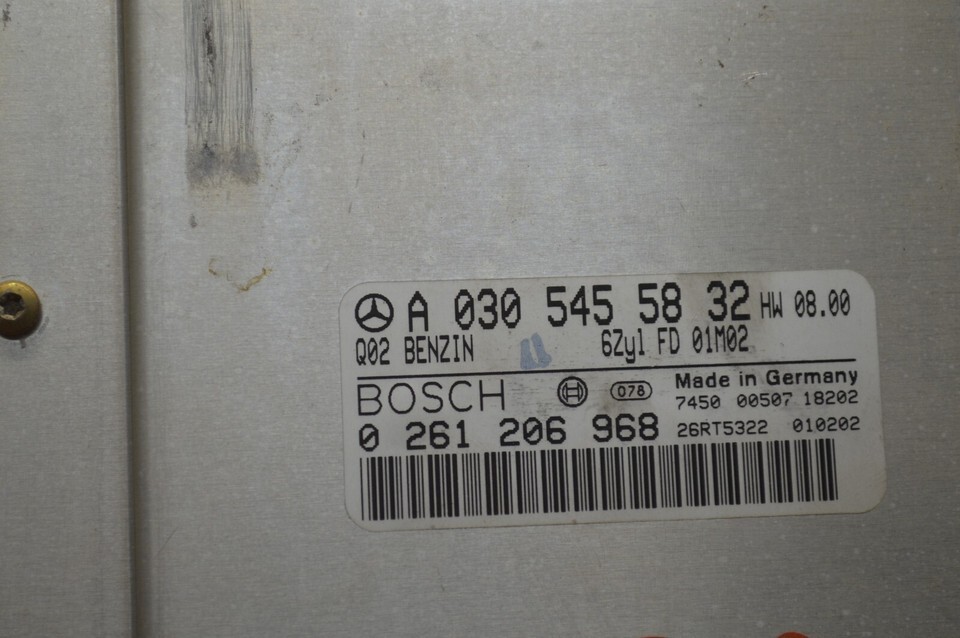 A 030 545 58 32 HW 08.00
Q02 BENZIN 6Zyl FD 01M02
BOSCH 078 Made in Germany
7450 00507 18202
0 261 206 968 26RT5322 010202